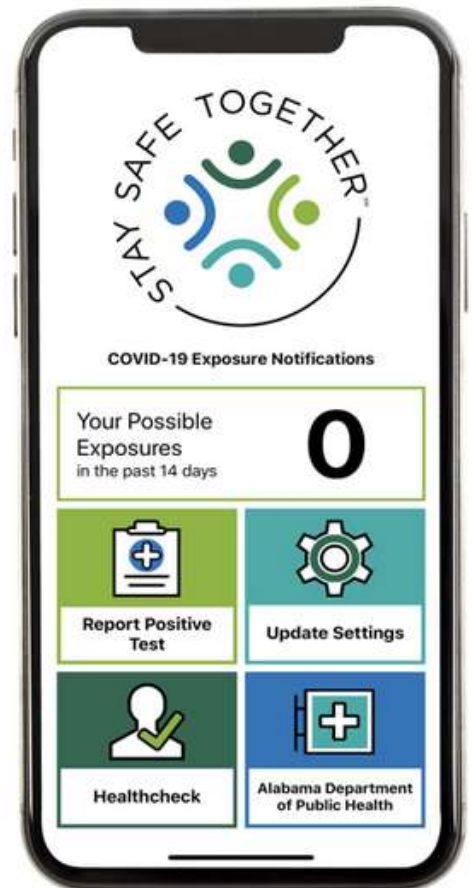 STAY SAFE TOGETHER™
COVID-19 Exposure Notifications
Your Possible
Exposures
in the past 14 days
0
Report Positive
Test
Update Settings
Healthcheck
Alabama Department
of Public Health